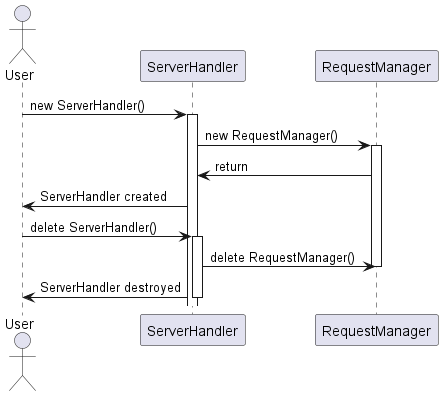 User
ServerHandler
RequestManager
new ServerHandler()
new RequestManager()
return
ServerHandler created
delete ServerHandler()
delete RequestManager()
ServerHandler destroyed
User
ServerHandler
RequestManager